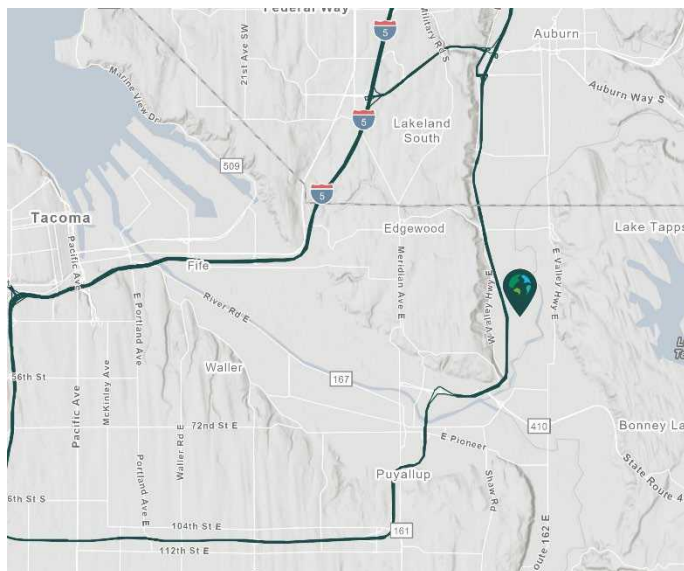 Federal Way
5
21st Ave SW
Military Rd S
Auburn
Marine View Dr
Auburn Way S
5
Lakeland
South
509
5
Tacoma
Edgewood
Lake Tapps
Pacific Ave
Fife
Meridian Ave E
W Valley Hwy E
E Valley Hwy E
E Portland Ave
River Rd E
Waller
56th St
McKinley Ave
167
Pacific Ave
Waller Rd E
72nd St E
410
Bonney La
E Pioneer
Portland Ave E
Puyallup
Shaw Rd
State Route 4
6th St S
104th St E
161
112th St E
oute 162 E